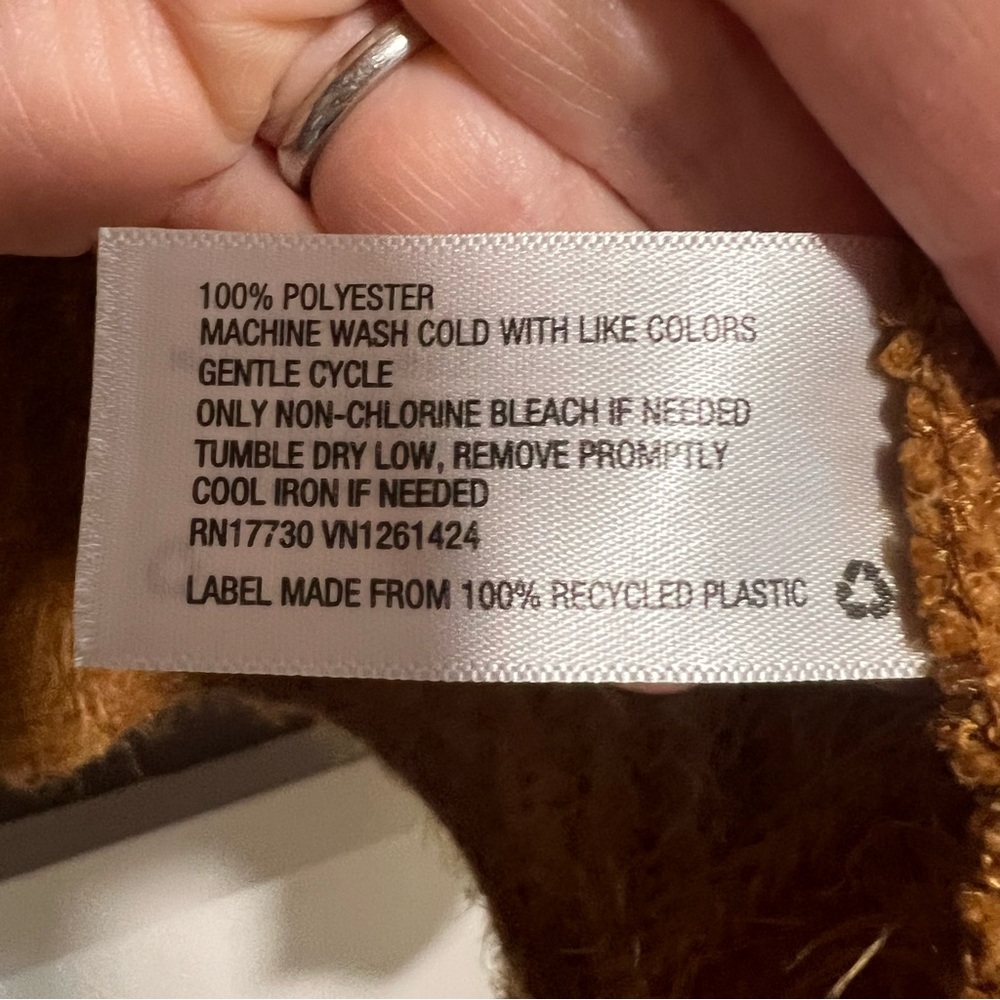 100% POLYESTER
MACHINE WASH COLD WITH LIKE COLORS
GENTLE CYCLE
ONLY NON-CHLORINE BLEACH IF NEEDED
TUMBLE DRY LOW, REMOVE PROMPTLY
COOL IRON IF NEEDED
RN17730 VN1261424
LABEL MADE FROM 100% RECYCLED PLASTIC